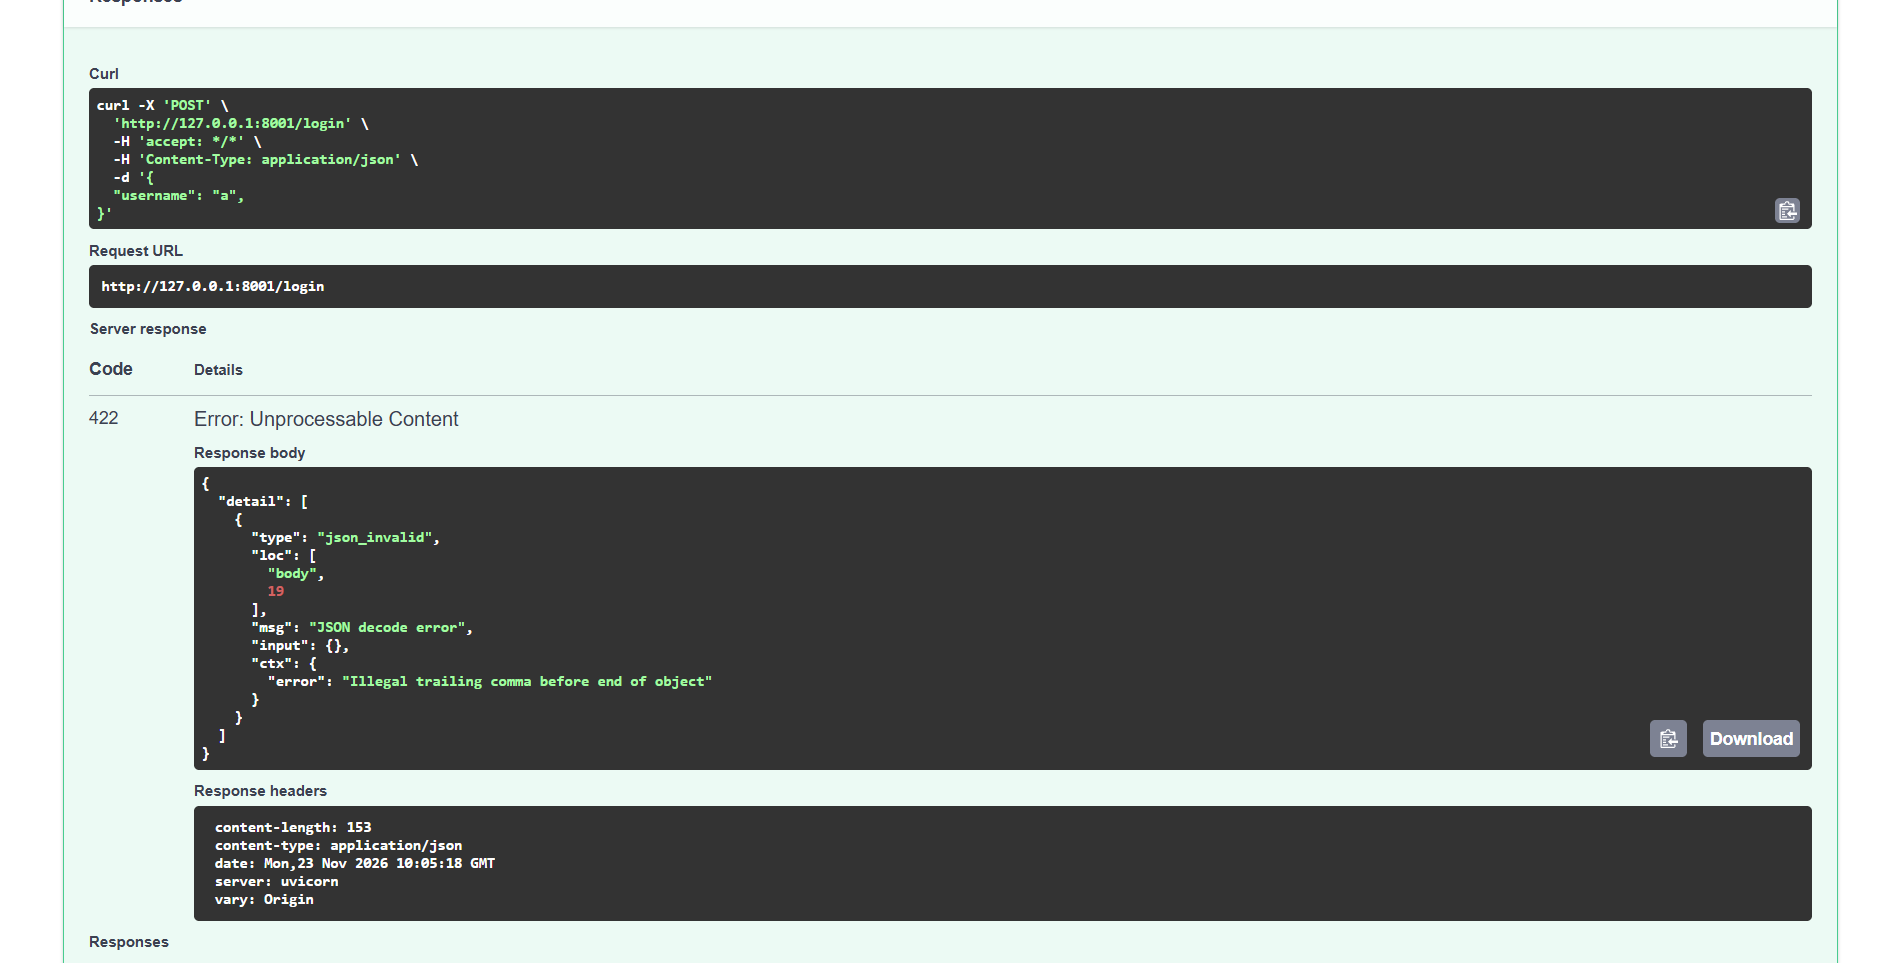 Responses
Curl
curl -X 'POST' \
  'http://127.0.0.1:8001/login' \
  -H 'accept: */*' \
  -H 'Content-Type: application/json' \
  -d '{
  "username": "a",
}'
Request URL
http://127.0.0.1:8001/login
Server response
Code Details
422 Error: Unprocessable Content
Response body
{
  "detail": [
    {
      "type": "json_invalid",
      "loc": [
        "body",
        19
      ],
      "msg": "JSON decode error",
      "input": {},
      "ctx": {
        "error": "Illegal trailing comma before end of object"
      }
    }
  ]
}
Download
Response headers
content-length: 153
content-type: application/json
date: Mon,23 Nov 2026 10:05:18 GMT
server: uvicorn
vary: Origin
Responses